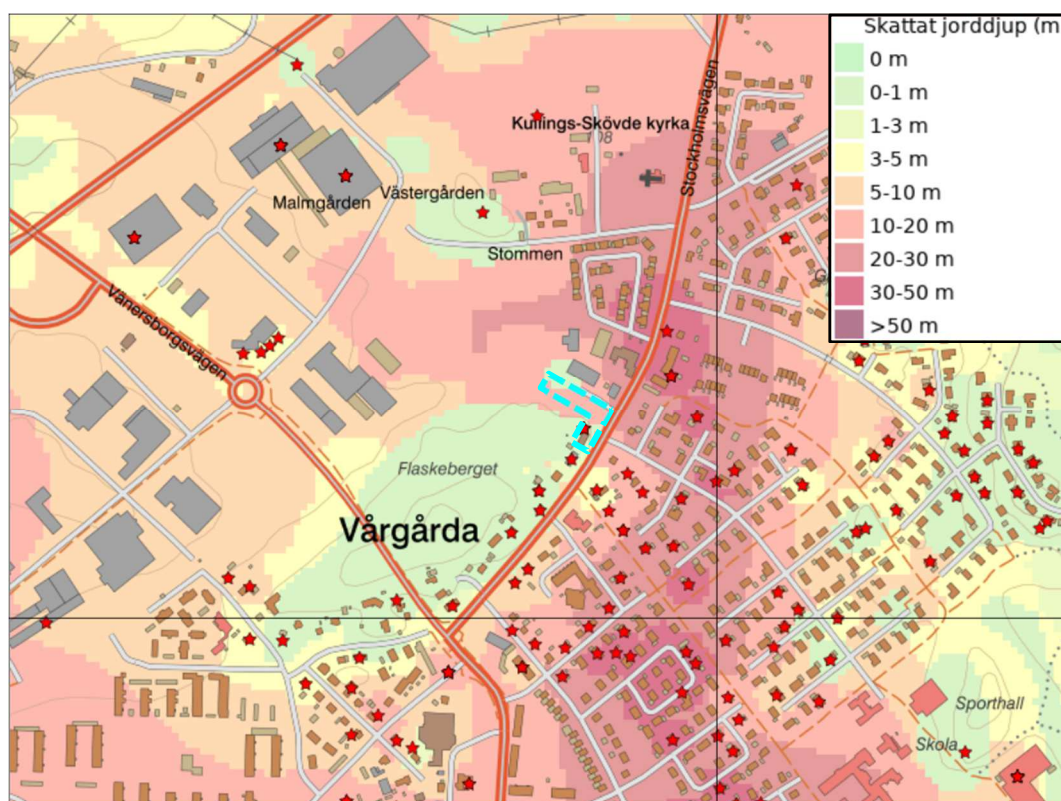 Skattat jorddjup (m
0 m
0-1 m
1-3 m
3-5 m
5-10 m
10-20 m
20-30 m
30-50 m
>50 m
Kullings-Skövde kyrka
108
Stockholmsvägen
Västergården
Malmgården
Stommen
Vänersborgsvägen
Flaskeberget
Vårgårda
Sporthall
Skola